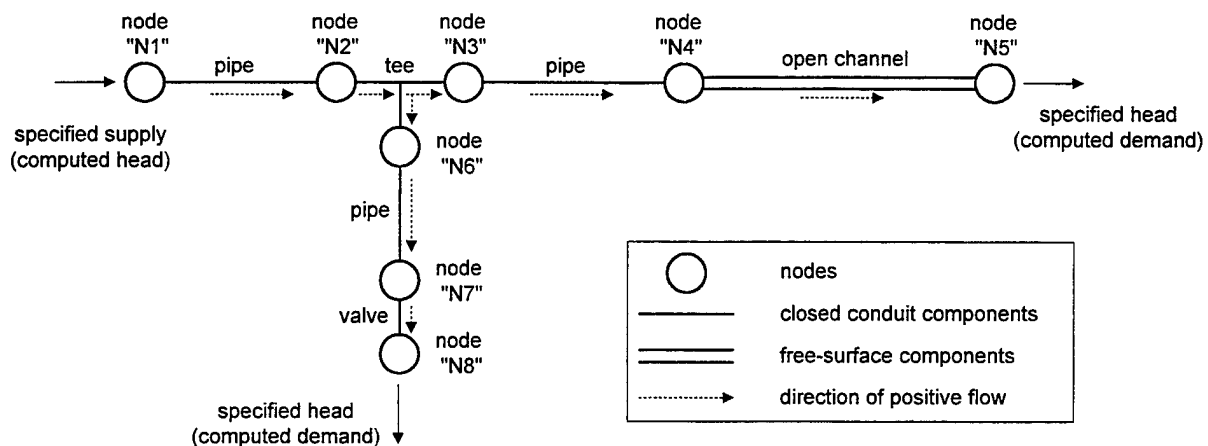 node
"N1"
node
"N2"
node
"N3"
node
"N4"
node
"N5"
pipe
tee
pipe
open channel
specified supply
(computed head)
specified head
(computed demand)
node
"N6"
pipe
node
"N7"
valve
node
"N8"
specified head
(computed demand)
nodes
closed conduit components
free-surface components
direction of positive flow